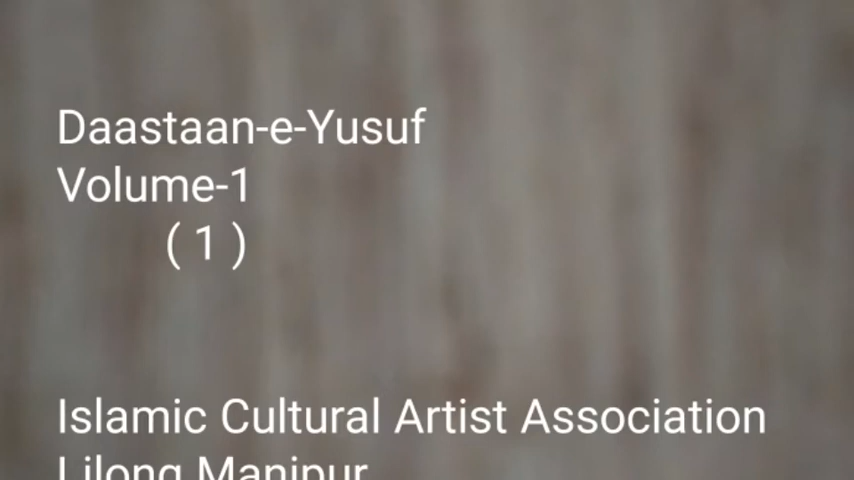 Daastaan-e-Yusuf
Volume-1
( 1 )
Islamic Cultural Artist Association
Lilong Manipur